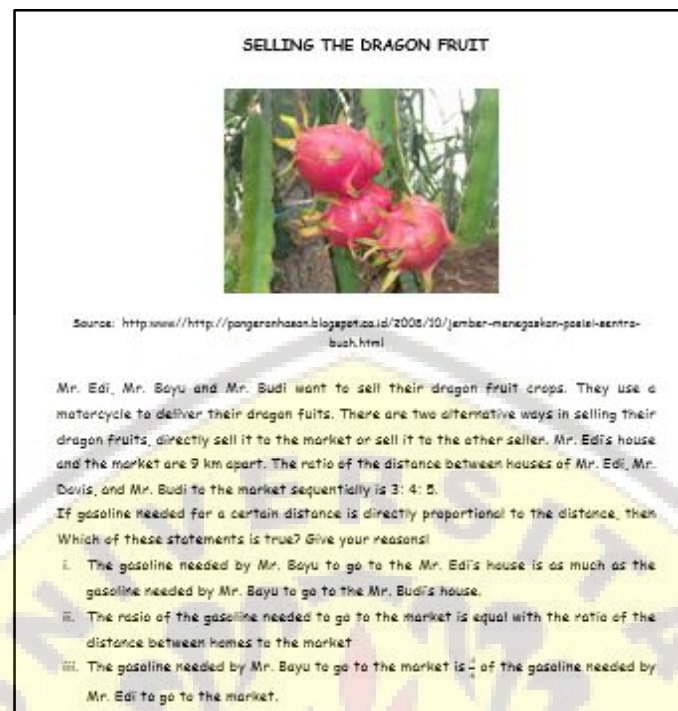 SELLING THE DRAGON FRUIT
Source: http:www//http://pangeranhasan.blogspot.co.id/2008/10/jember-menegaskan-posisi-sentra-
buah.html
Mr. Edi, Mr. Bayu and Mr. Budi want to sell their dragon fruit crops. They use a
motorcycle to deliver their dragon fuits. There are two alternative ways in selling their
dragon fruits, directly sell it to the market or sell it to the other seller. Mr. Edi's house
and the market are 9 km apart. The ratio of the distance between houses of Mr. Edi, Mr.
Davis, and Mr. Budi to the market sequentially is 3: 4: 5.
If gasoline needed for a certain distance is directly proportional to the distance, then
Which of these statements is true? Give your reasons!
i. The gasoline needed by Mr. Bayu to go to the Mr. Edi's house is as much as the
gasoline needed by Mr. Bayu to go to the Mr. Budi's house.
ii. The rasio of the gasoline needed to go to the market is equal with the ratio of the
distance between homes to the market
iii. The gasoline needed by Mr. Bayu to go to the market is of the gasoline needed by
Mr. Edi to go to the market.